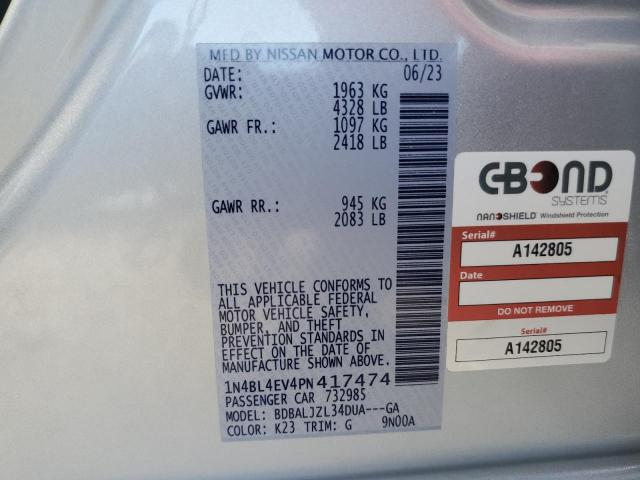 MFD BY NISSAN MOTOR CO., LTD.
DATE: 06/23
GVWR: 1963 KG
4328 LB
GAWR FR.: 1097 KG
2418 LB
GAWR RR.: 945 KG
2083 LB
THIS VEHICLE CONFORMS TO
ALL APPLICABLE FEDERAL
MOTOR VEHICLE SAFETY,
BUMPER, AND THEFT
PREVENTION STANDARDS IN
EFFECT ON THE DATE OF
MANUFACTURE SHOWN ABOVE.
1N4BL4EV4PN417474
PASSENGER CAR 732985
MODEL: BDBALJZL34DUA---GA
COLOR: K23 TRIM: G 9N00A
C-BOND
SYSTEMS
NANOSHIELD Windshield Protection
Serial#
A142805
Date
DO NOT REMOVE
Serial#
A142805